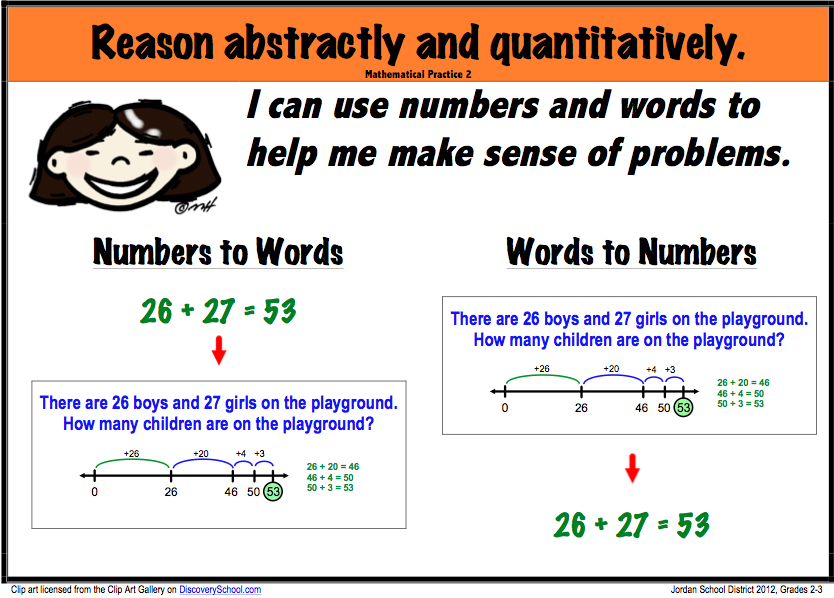 Reason abstractly and quantitatively.
Mathematical Practice 2
I can use numbers and words to
help me make sense of problems.
©MH
Numbers to Words
26 + 27 = 53
There are 26 boys and 27 girls on the playground.
How many children are on the playground?
+26 +20 +4 +3
0 26 46 50 53
26 + 20 = 46
46 + 4 = 50
50 + 3 = 53
Words to Numbers
There are 26 boys and 27 girls on the playground.
How many children are on the playground?
+26 +20 +4 +3
0 26 46 50 53
26 + 20 = 46
46 + 4 = 50
50 + 3 = 53
26 + 27 = 53
Clip art licensed from the Clip Art Gallery on DiscoverySchool.com
Jordan School District 2012, Grades 2-3